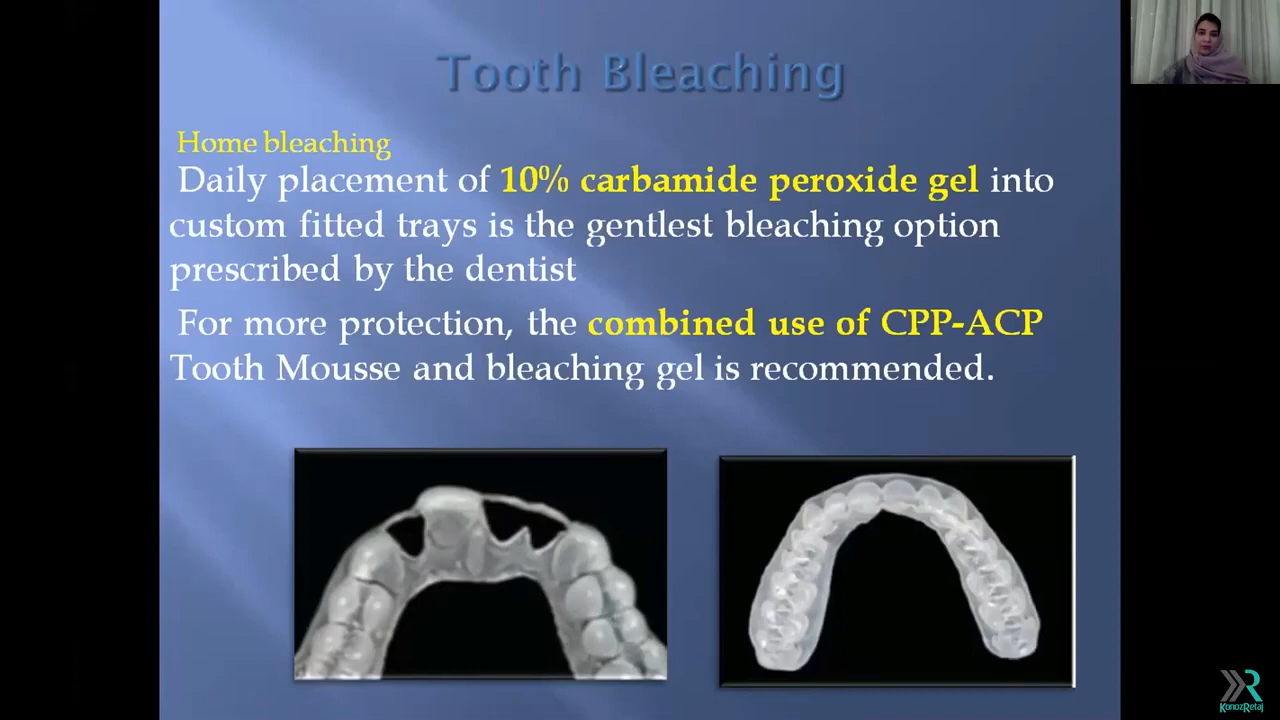 Tooth Bleaching
Home bleaching
Daily placement of 10% carbamide peroxide gel into
custom fitted trays is the gentlest bleaching option
prescribed by the dentist
For more protection, the combined use of CPP-ACP
Tooth Mousse and bleaching gel is recommended.
KonozRetaj